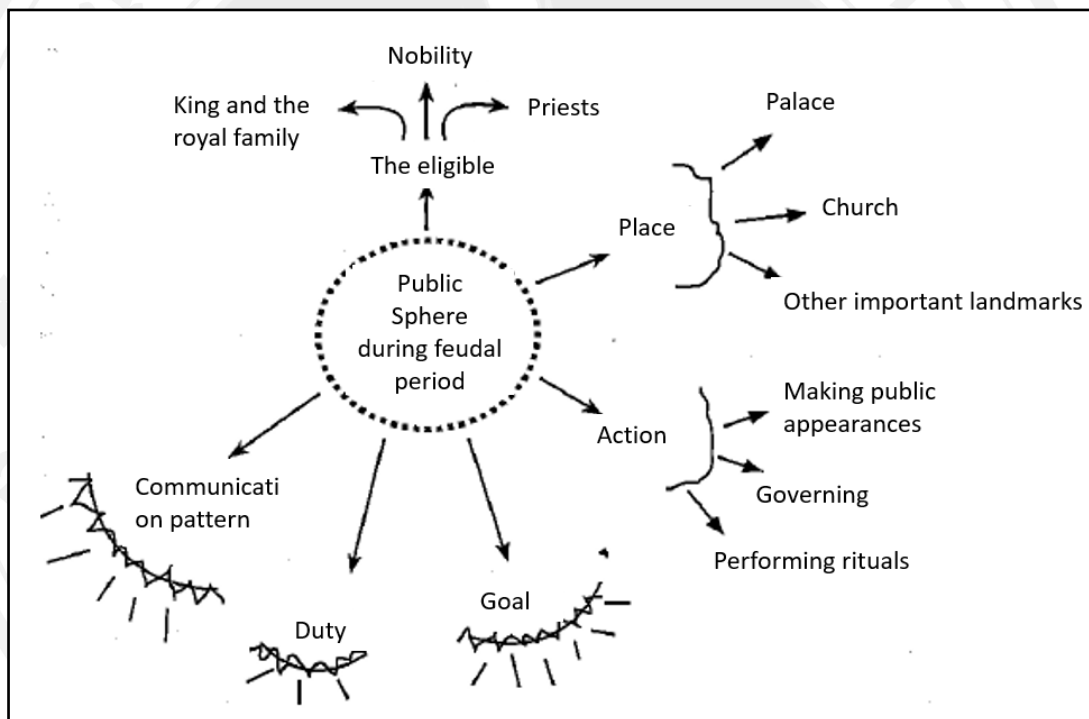 Nobility
King and the
royal family
Priests
The eligible
Palace
Church
Place
Other important landmarks
Public
Sphere
during feudal
period
Making public
appearances
Action
Governing
Performing rituals
Communicati
on pattern
Duty
Goal